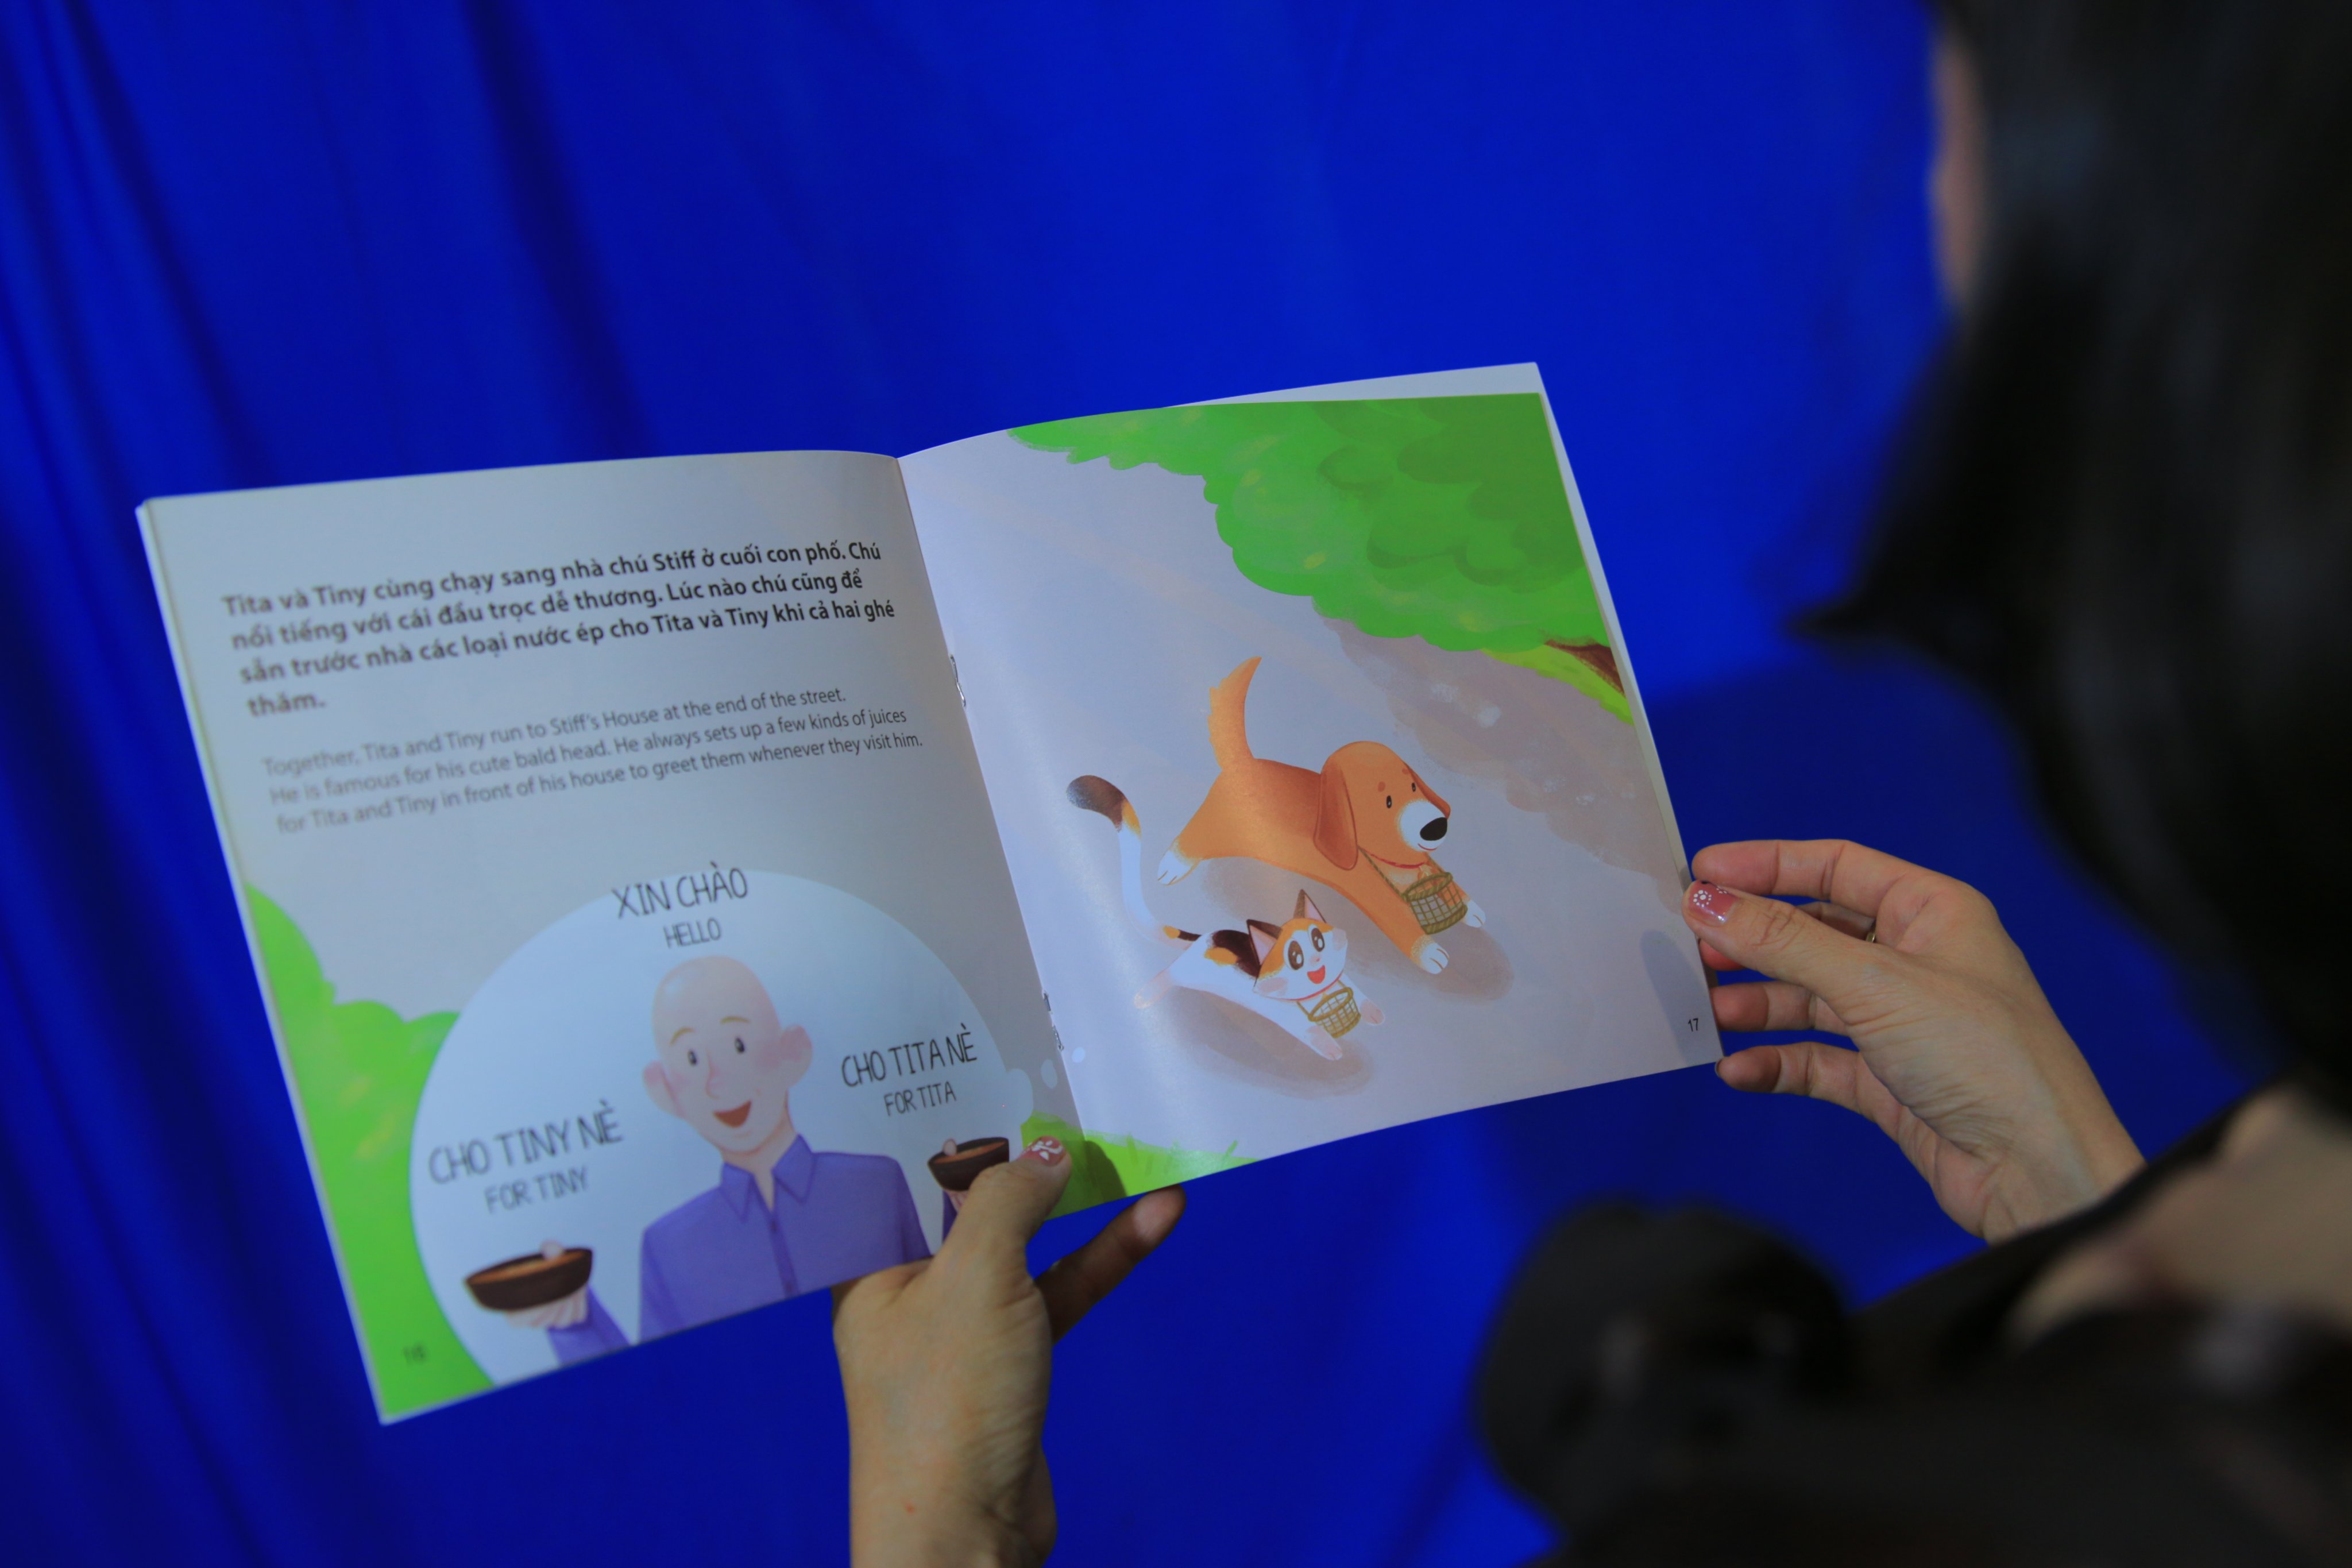 Tita và Tiny cùng chạy sang nhà chú Stiff ở cuối con phố. Chú
nổi tiếng với cái đầu trọc dễ thương. Lúc nào chú cũng để
sẵn trước nhà các loại nước ép cho Tita và Tiny khi cả hai ghé
thăm.
Together, Tita and Tiny run to Stiff's House at the end of the street.
He is famous for his cute bald head. He always sets up a few kinds of juices
for Tita and Tiny in front of his house to greet them whenever they visit him.
XIN CHÀO
HELLO
CHO TITA NÈ
FOR TITA
CHO TINY NÈ
FOR TINY
16
17